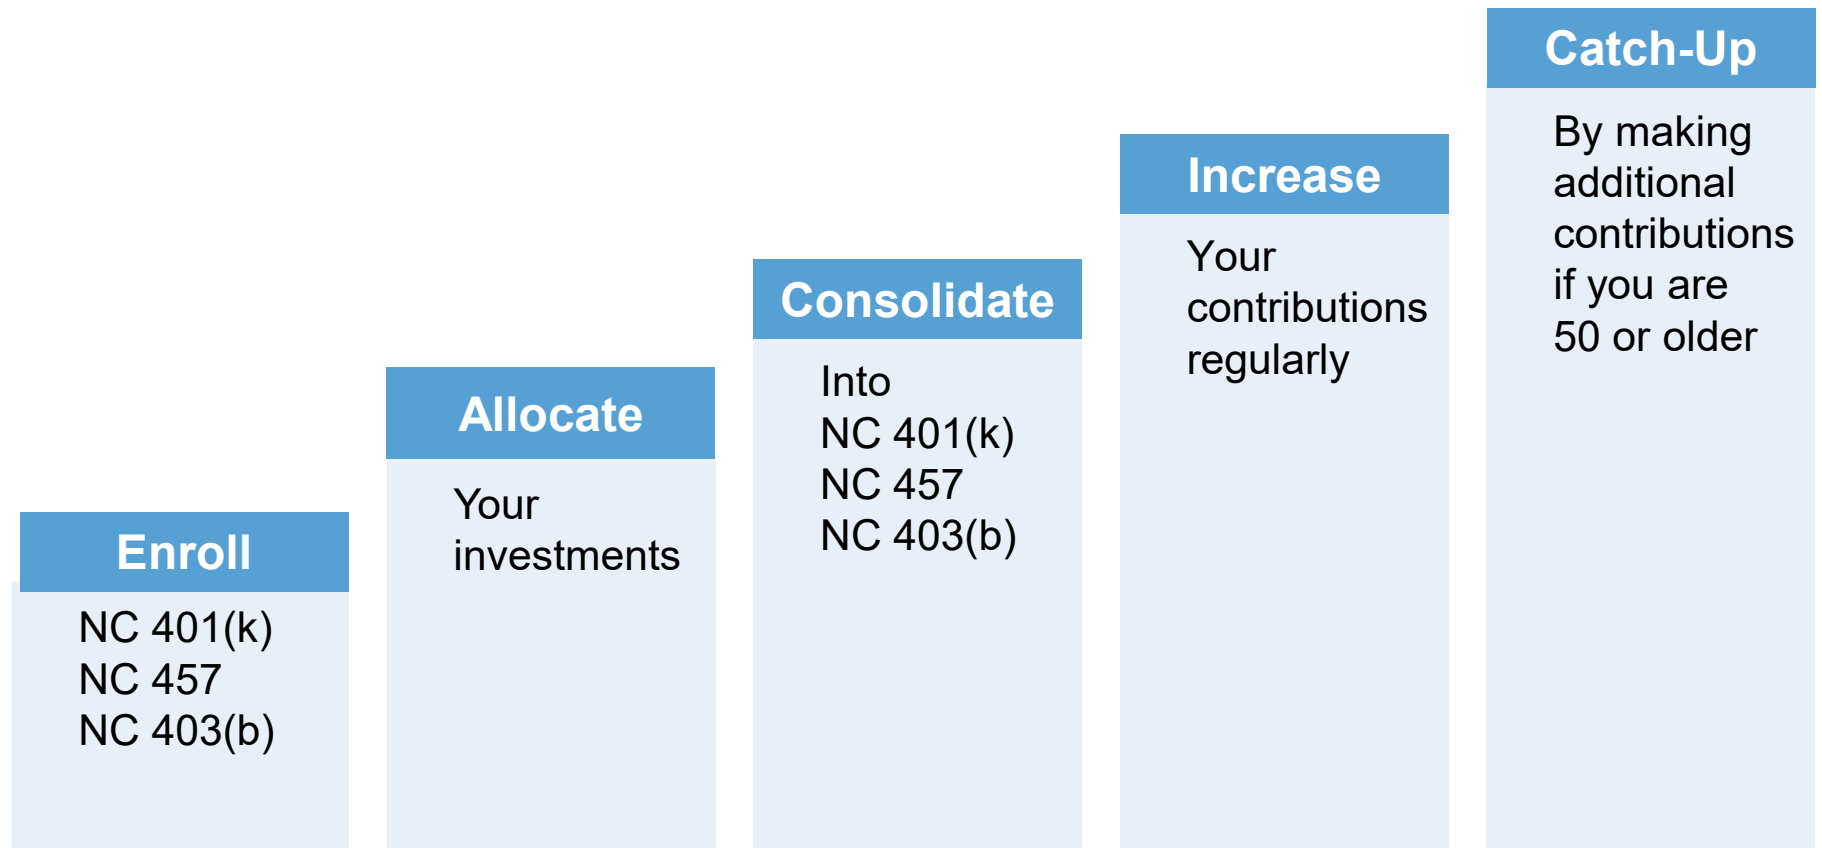 Enroll
NC 401(k)
NC 457
NC 403(b)
Allocate
Your
investments
Consolidate
Into
NC 401(k)
NC 457
NC 403(b)
Increase
Your
contributions
regularly
Catch-Up
By making
additional
contributions
if you are
50 or older